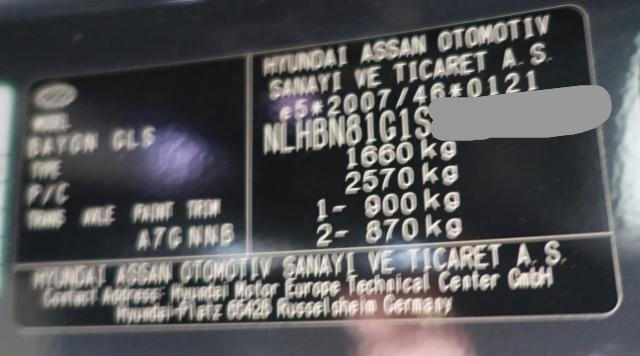 HYUNDAI ASSAN OTOMOTIV
SANAYI VE TICARET A. S.
e5*2007/46*0121
NLHBN81G1S
1660 kg
2570 kg
1- 900 kg
2- 870 kg
MODEL
BAYON GLS
TYPE
P/C
TRANS AXLE PAINT TRIM
A7G NNB
HYUNDAI ASSAN OTOMOTIV SANAYI VE TICARET A. S.
Contact Address: Hyundai Motor Europe Technical Center GmbH
Hyundai-Platz 65428 Russelsheim Germany